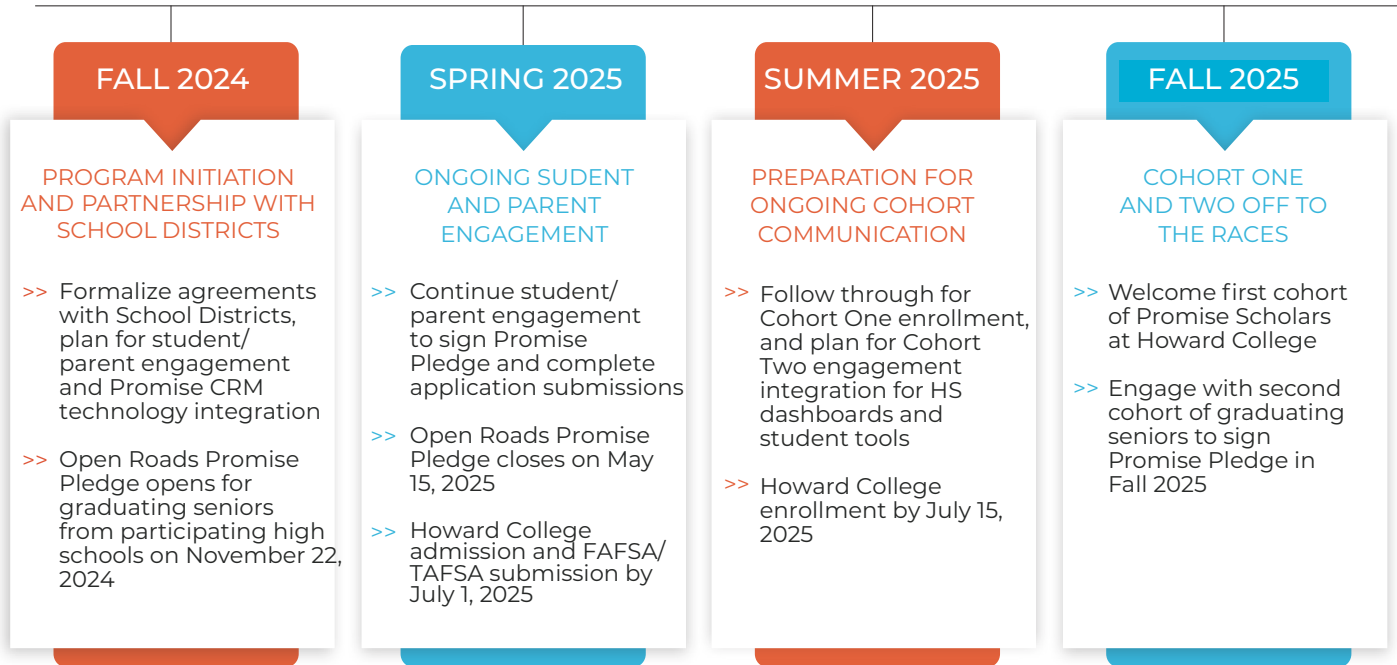 FALL 2024
PROGRAM INITIATION
AND PARTNERSHIP WITH
SCHOOL DISTRICTS
>> Formalize agreements
with School Districts,
plan for student/
parent engagement
and Promise CRM
technology integration
>> Open Roads Promise
Pledge opens for
graduating seniors
from participating high
schools on November 22,
2024
SPRING 2025
ONGOING SUDENT
AND PARENT
ENGAGEMENT
>> Continue student/
parent engagement
to sign Promise
Pledge and complete
application submissions
>> Open Roads Promise
Pledge closes on May
15, 2025
>> Howard College
admission and FAFSA/
TAFSA submission by
July 1, 2025
SUMMER 2025
PREPARATION FOR
ONGOING COHORT
COMMUNICATION
>> Follow through for
Cohort One enrollment,
and plan for Cohort
Two engagement
integration for HS
dashboards and
student tools
>> Howard College
enrollment by July 15,
2025
FALL 2025
COHORT ONE
AND TWO OFF TO
THE RACES
>> Welcome first cohort
of Promise Scholars
at Howard College
>> Engage with second
cohort of graduating
seniors to sign
Promise Pledge in
Fall 2025